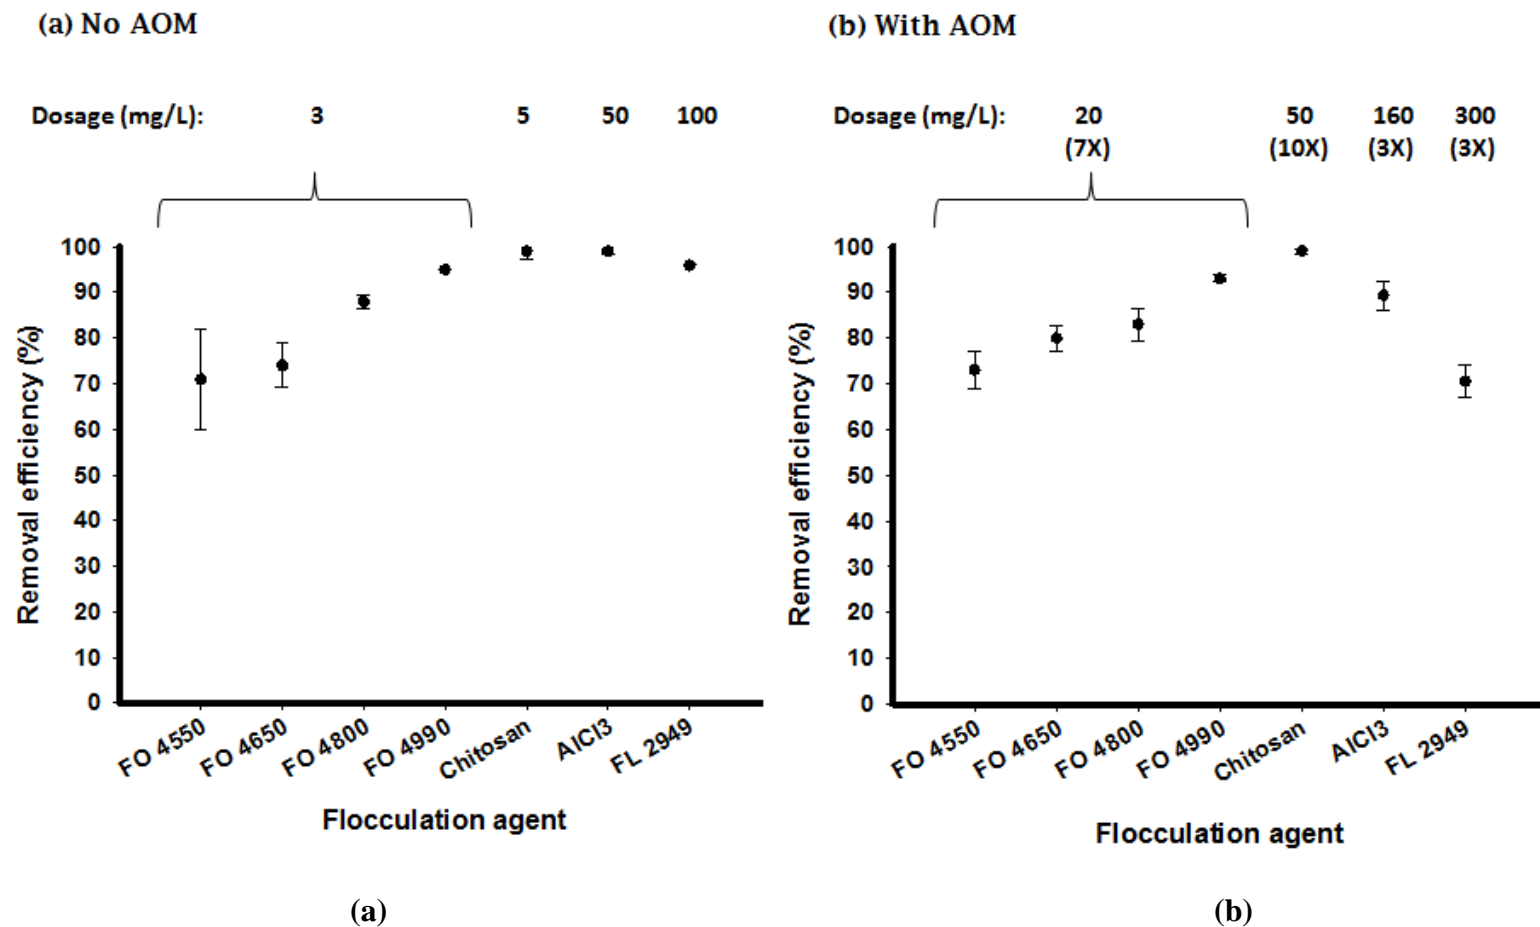 (a) No AOM
Dosage (mg/L): 3 5 50 100
100
90
80
70
60
50
40
30
20
10
0
Removal efficiency (%)
FO 4550
FO 4650
FO 4800
FO 4990
Chitosan
AlCl3
FL 2949
Flocculation agent
(a)
(b) With AOM
Dosage (mg/L): 20 50 160 300
(7X) (10X) (3X) (3X)
100
90
80
70
60
50
40
30
20
10
0
Removal efficiency (%)
FO 4550
FO 4650
FO 4800
FO 4990
Chitosan
AlCl3
FL 2949
Flocculation agent
(b)